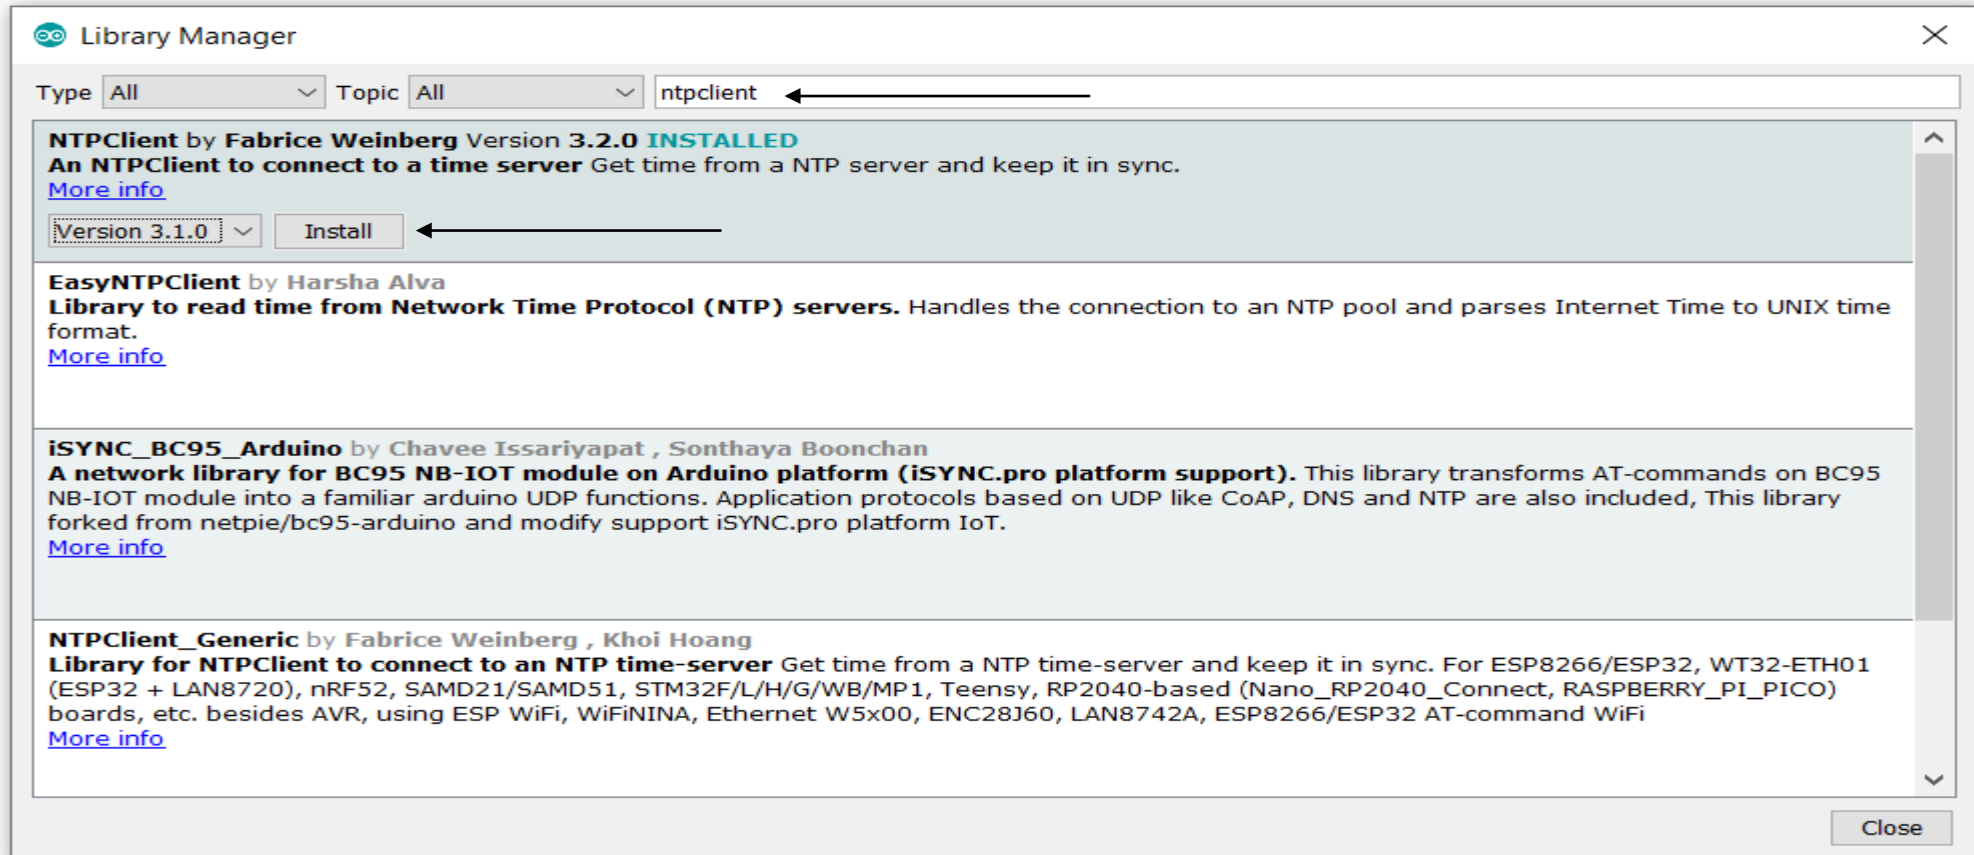 Library Manager
Type All Topic All ntpclient
NTPClient by Fabrice Weinberg Version 3.2.0 INSTALLED
An NTPClient to connect to a time server Get time from a NTP server and keep it in sync.
More info
Version 3.1.0 Install
EasyNTPClient by Harsha Alva
Library to read time from Network Time Protocol (NTP) servers. Handles the connection to an NTP pool and parses Internet Time to UNIX time
format.
More info
iSYNC_BC95_Arduino by Chavee Issariyapat , Sonthaya Boonchan
A network library for BC95 NB-IOT module on Arduino platform (iSYNC.pro platform support). This library transforms AT-commands on BC95
NB-IOT module into a familiar arduino UDP functions. Application protocols based on UDP like CoAP, DNS and NTP are also included, This library
forked from netpie/bc95-arduino and modify support iSYNC.pro platform IoT.
More info
NTPClient_Generic by Fabrice Weinberg , Khoi Hoang
Library for NTPClient to connect to an NTP time-server Get time from a NTP time-server and keep it in sync. For ESP8266/ESP32, WT32-ETH01
(ESP32 + LAN8720), nRF52, SAMD21/SAMD51, STM32F/L/H/G/WB/MP1, Teensy, RP2040-based (Nano_RP2040_Connect, RASPBERRY_PI_PICO)
boards, etc. besides AVR, using ESP WiFi, WiFiNINA, Ethernet W5x00, ENC28J60, LAN8742A, ESP8266/ESP32 AT-command WiFi
More info
Close